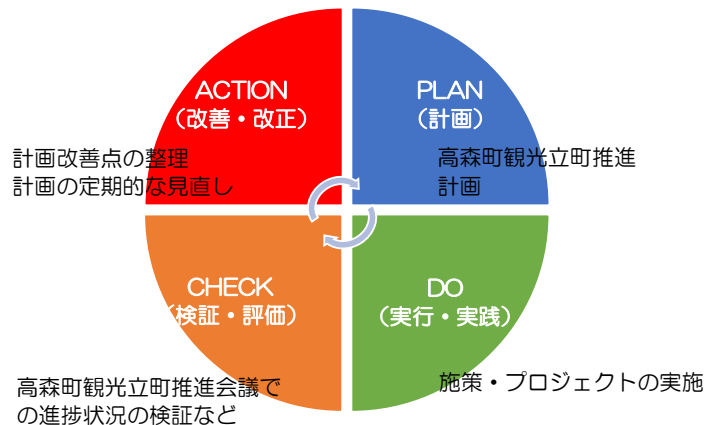 ACTION
（改善・改正）
計画改善点の整理
計画の定期的な見直し
PLAN
（計画）
高森町観光立町推進
計画
CHECK
（検証・評価）
高森町観光立町推進会議で
の進捗状況の検証など
DO
（実行・実践）
施策・プロジェクトの実施